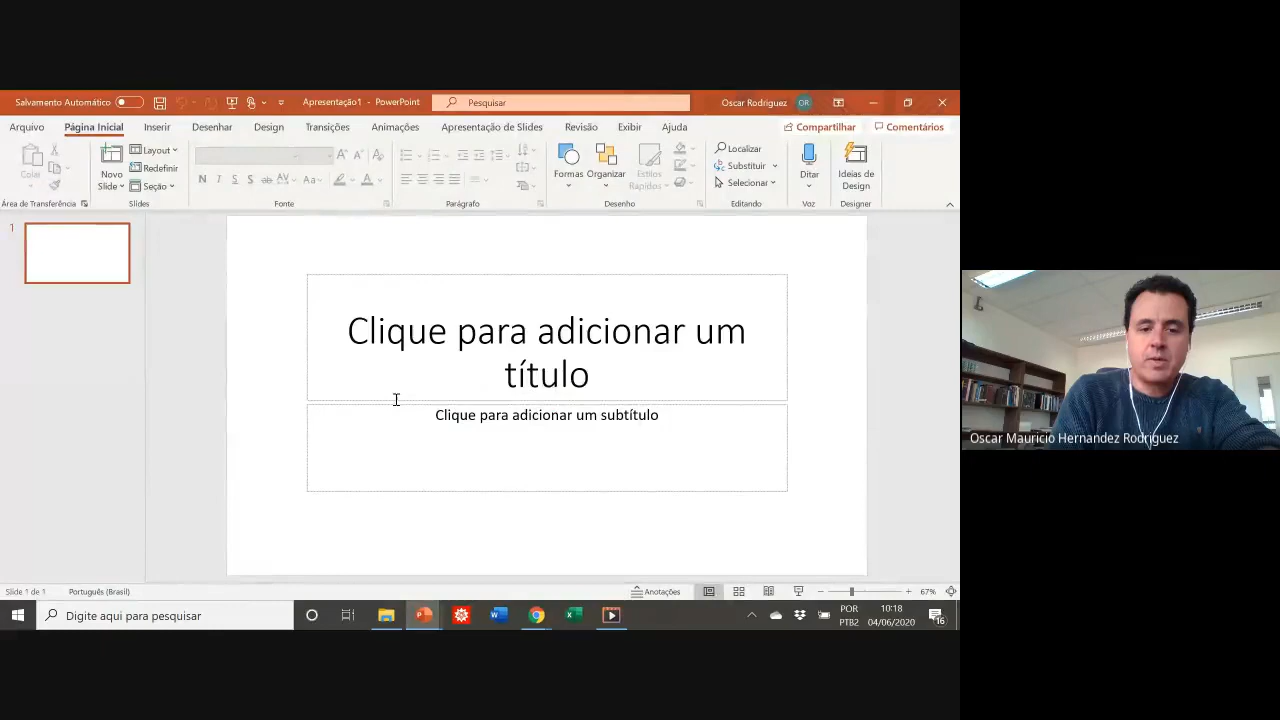 Salvamento Automático
Apresentação1 - PowerPoint
Pesquisar
Oscar Rodriguez OR
Arquivo Página Inicial Inserir Desenhar Design Transições Animações Apresentação de Slides Revisão Exibir Ajuda Compartilhar Comentários
Colar
Novo
Slide
Layout
Redefinir
Seção
N I S S ab AV Aa A
Formas
Organizar
Estilos
Rápidos
Localizar
Substituir
Selecionar
Ditar
Ideias de
Design
Área de Transferência Slides Fonte Parágrafo Desenho Editando Voz Designer
1
Clique para adicionar um
título
Clique para adicionar um subtítulo
Oscar Mauricio Hernandez Rodriguez
Slide 1 de 1 Português (Brasil) Anotações 67%
Digite aqui para pesquisar
POR
PTB2
10:18
04/06/2020
16